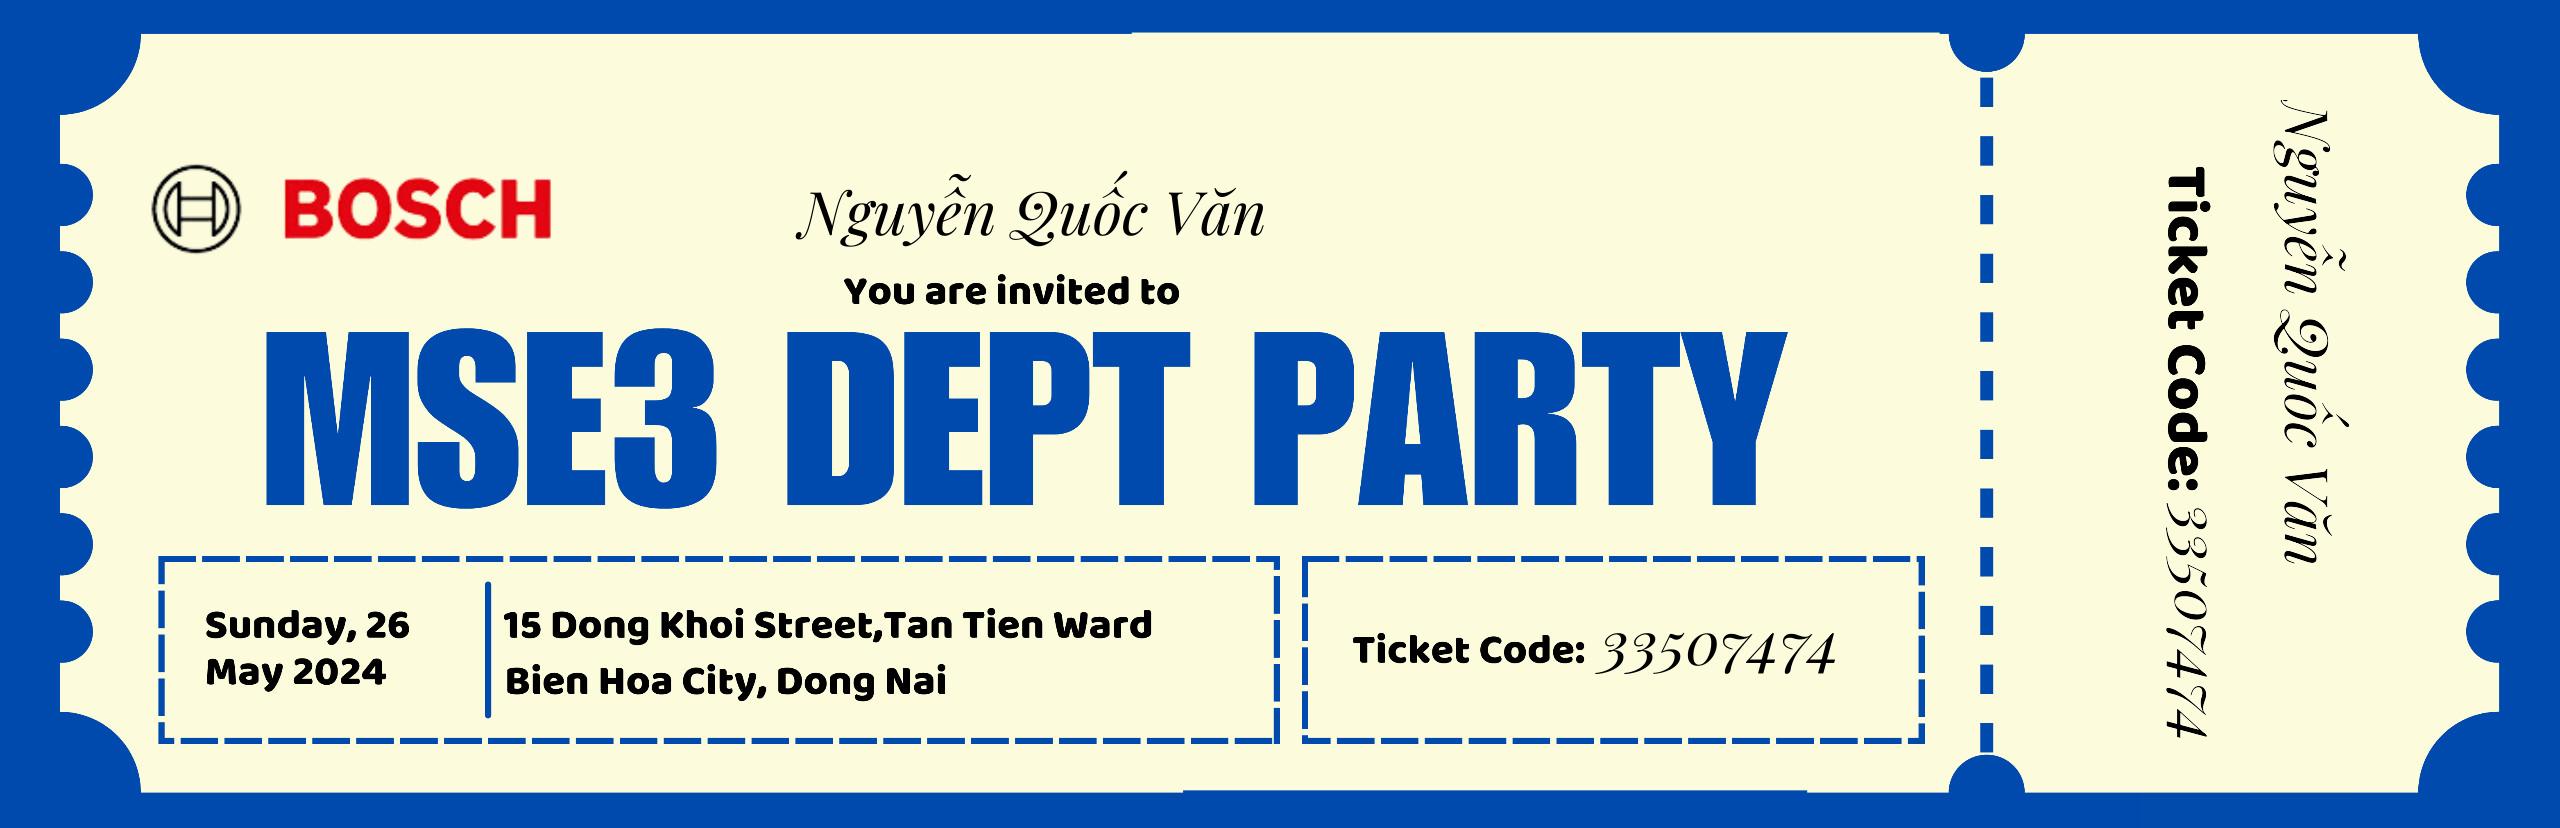 BOSCH
Nguyễn Quốc Văn
You are invited to
MSE3 DEPT PARTY
Sunday, 26
May 2024
15 Dong Khoi Street,Tan Tien Ward
Bien Hoa City, Dong Nai
Ticket Code: 33507474
Nguyễn Quốc Văn
Ticket Code: 33507474